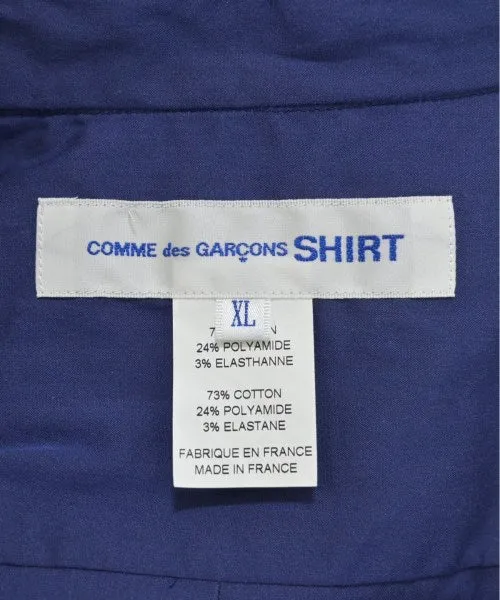 COMME des GARÇONS SHIRT
XL
24% POLYAMIDE
3% ELASTHANNE
73% COTTON
24% POLYAMIDE
3% ELASTANE
FABRIQUE EN FRANCE
MADE IN FRANCE